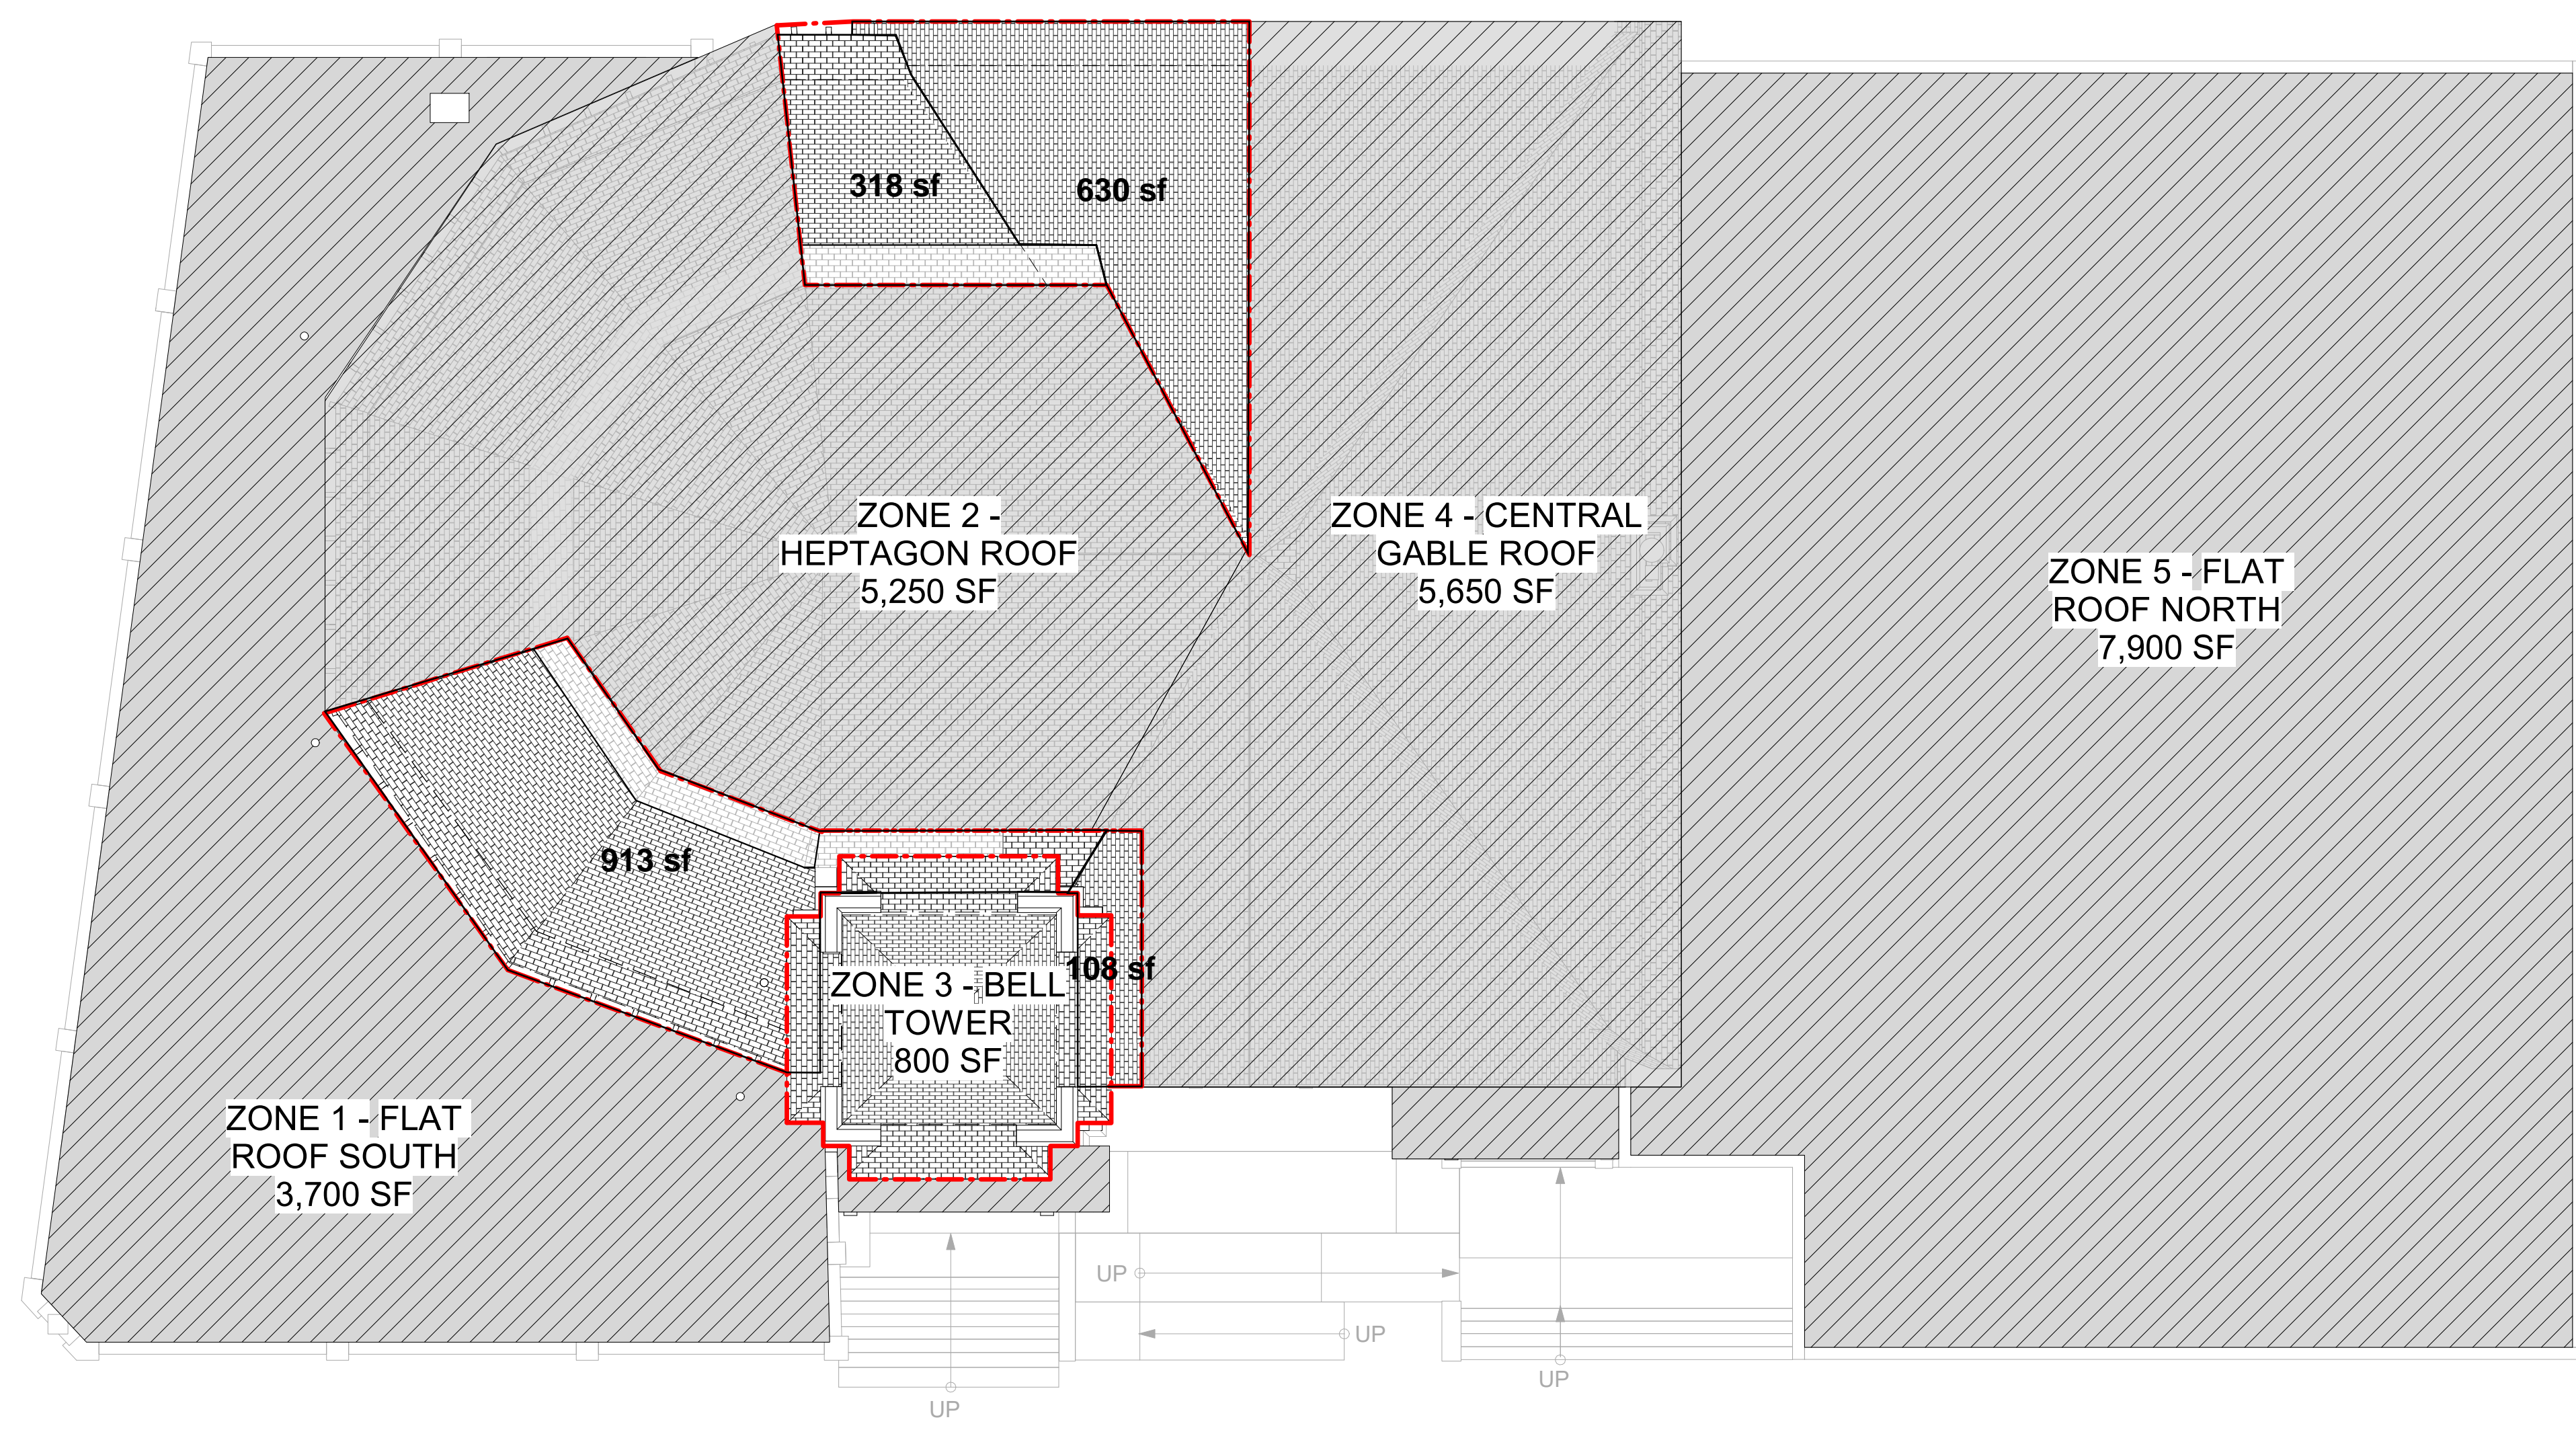 318 sf
630 sf
ZONE 2 -
HEPTAGON ROOF
5,250 SF
ZONE 4 - CENTRAL
GABLE ROOF
5,650 SF
ZONE 5 - FLAT
ROOF NORTH
7,900 SF
913 sf
108 sf
ZONE 3 - BELL
TOWER
800 SF
ZONE 1 - FLAT
ROOF SOUTH
3,700 SF
UP
UP
UP
UP